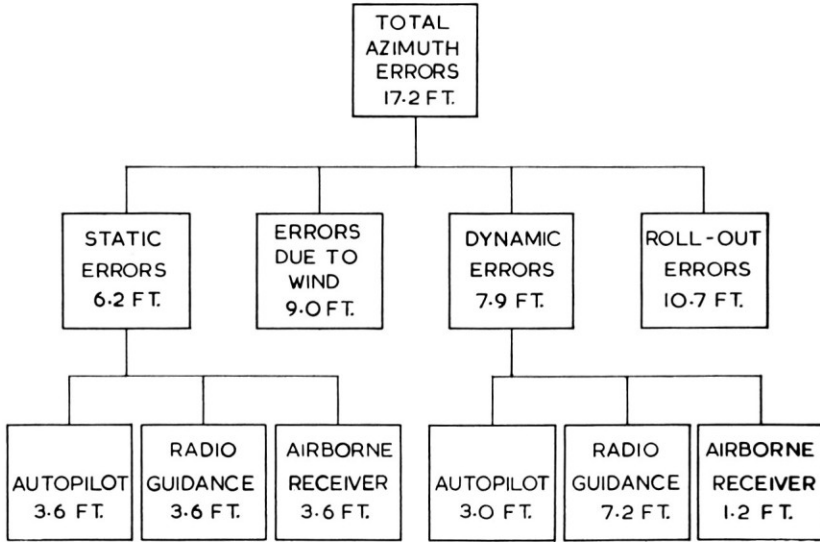 TOTAL
AZIMUTH
ERRORS
17·2 FT.
STATIC
ERRORS
6·2 FT.
ERRORS
DUE TO
WIND
9·0 FT.
DYNAMIC
ERRORS
7·9 FT.
ROLL-OUT
ERRORS
10·7 FT.
AUTOPILOT
3·6 FT.
RADIO
GUIDANCE
3·6 FT.
AIRBORNE
RECEIVER
3·6 FT.
AUTOPILOT
3·0 FT.
RADIO
GUIDANCE
7·2 FT.
AIRBORNE
RECEIVER
1·2 FT.